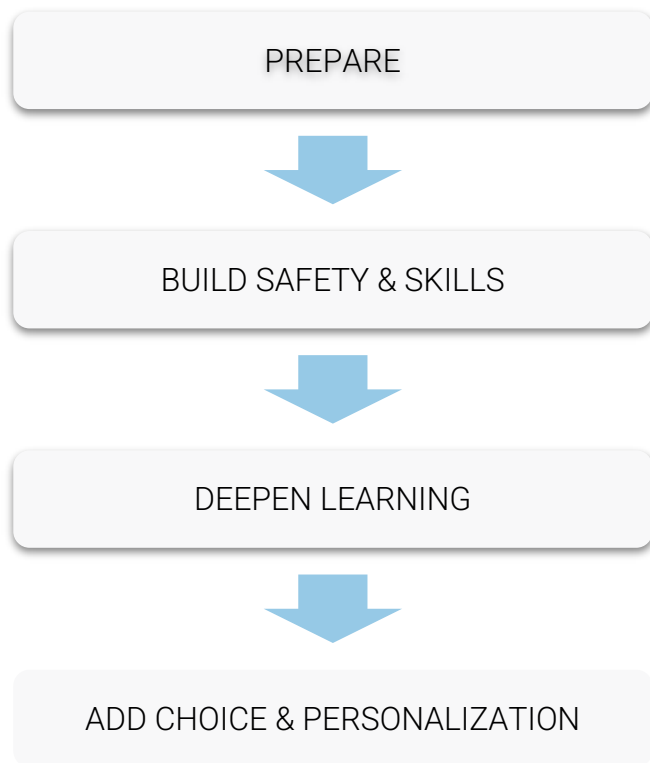 PREPARE
BUILD SAFETY & SKILLS
DEEPEN LEARNING
ADD CHOICE & PERSONALIZATION